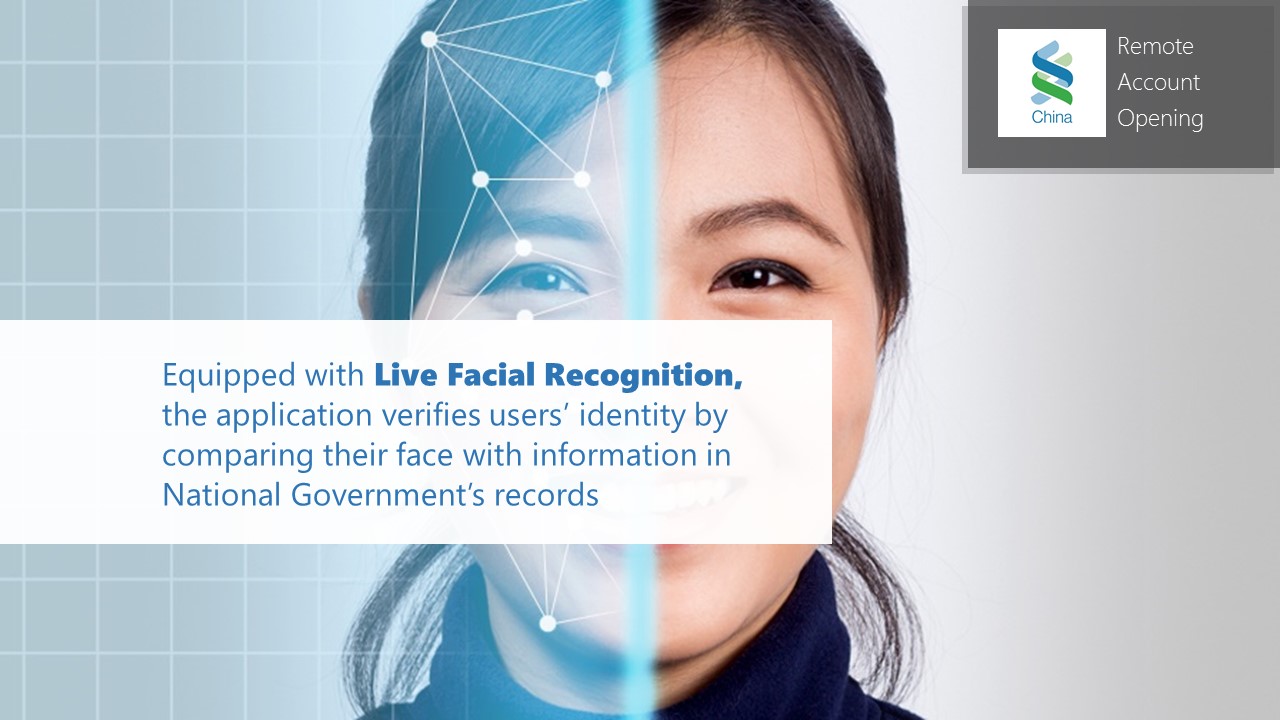 Remote
Account
Opening
China
Equipped with Live Facial Recognition,
the application verifies users’ identity by
comparing their face with information in
National Government’s records